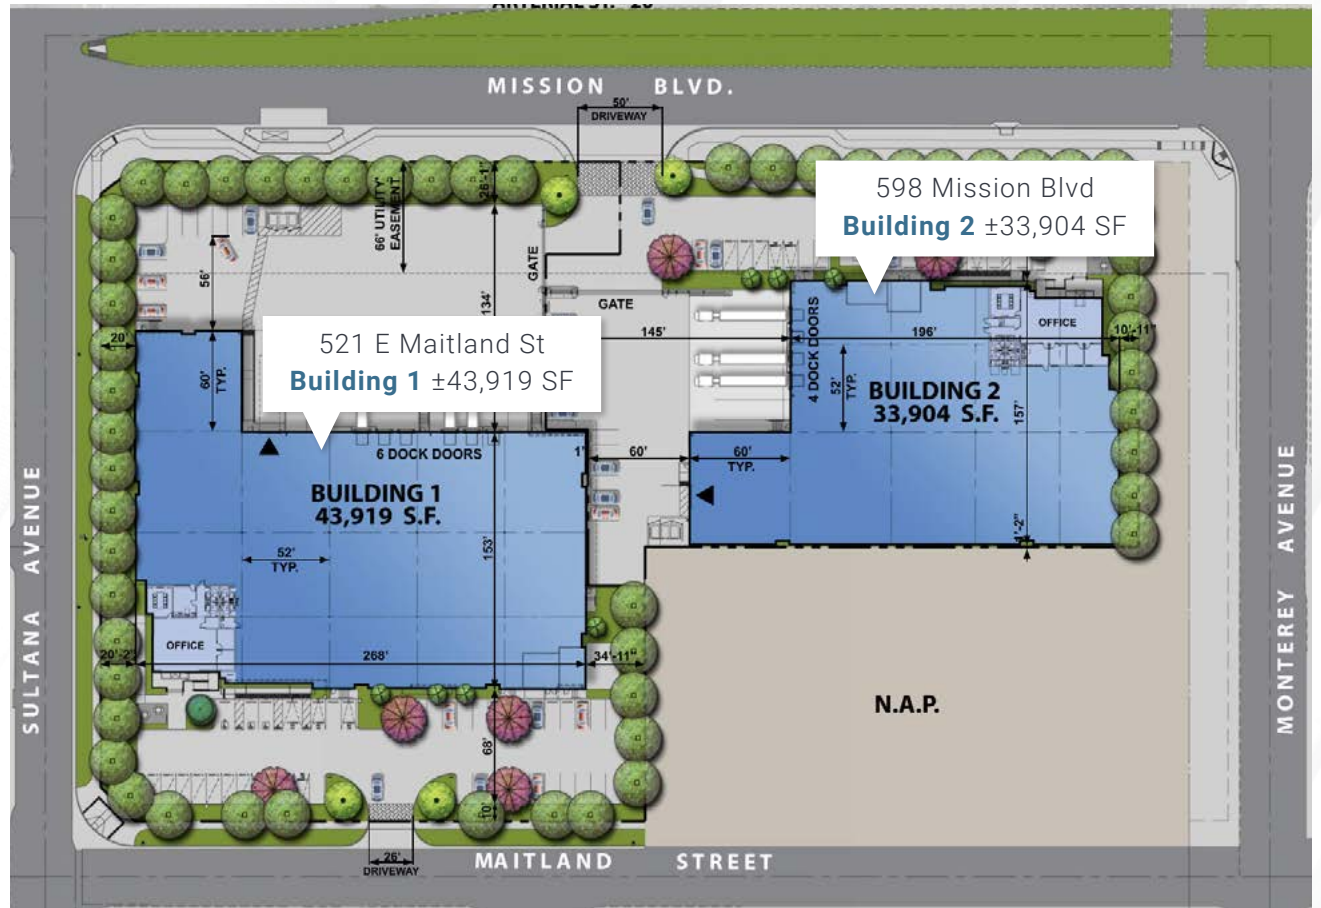 MISSION BLVD.
50'
DRIVEWAY
26'-1"
66' UTILITY
EASEMENT
598 Mission Blvd
Building 2 ±33,904 SF
56'
GATE
GATE
134'
145'
196'
OFFICE
10'-11"
20'
521 E Maitland St
Building 1 ±43,919 SF
60'
TYP.
4 DOCK DOORS
52'
TYP.
BUILDING 2
33,904 S.F.
157'
6 DOCK DOORS
1'
60'
60'
TYP.
BUILDING 1
43,919 S.F.
153'
52'
TYP.
SULTANA AVENUE
MONTEREY AVENUE
OFFICE
20'-2"
268'
34'-11"
N.A.P.
68'
10'
26'
DRIVEWAY
MAITLAND STREET